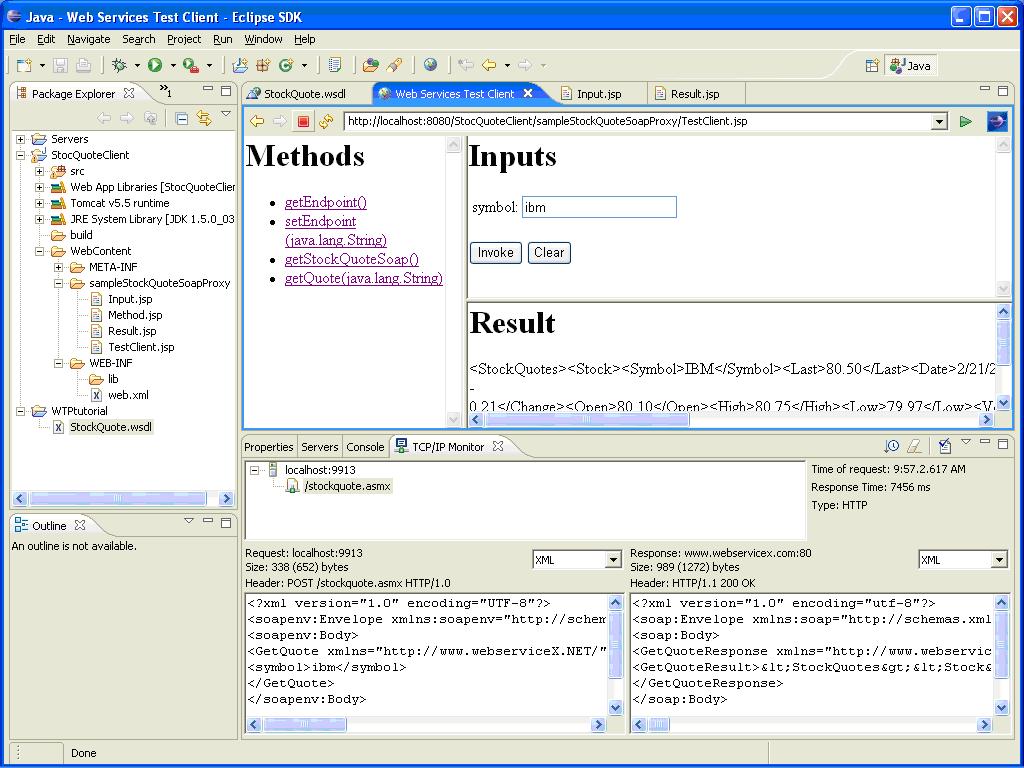 Java - Web Services Test Client - Eclipse SDK
File Edit Navigate Search Project Run Window Help
Java
Package Explorer
»1
Servers
StocQuoteClient
src
Web App Libraries [StocQuoteClier
Tomcat v5.5 runtime
JRE System Library [JDK 1.5.0_03
build
WebContent
META-INF
sampleStockQuoteSoapProxy
Input.jsp
Method.jsp
Result.jsp
TestClient.jsp
WEB-INF
lib
web.xml
WTPtutorial
StockQuote.wsdl
Outline
An outline is not available.
StockQuote.wsdl Web Services Test Client Input.jsp Result.jsp
http://localhost:8080/StocQuoteClient/sampleStockQuoteSoapProxy/TestClient.jsp
Methods
getEndpoint()
setEndpoint
(java.lang.String)
getStockQuoteSoap()
getQuote(java.lang.String)
Inputs
symbol: ibm
Invoke Clear
Result
<StockQuotes><Stock><Symbol>IBM</Symbol><Last>80.50</Last><Date>2/21/2
-
0.21</Change><Open>80.10</Open><High>80.75</High><Low>79.97</Low><V
Properties Servers Console TCP/IP Monitor
localhost:9913
/stockquote.asmx
Time of request: 9:57.2.617 AM
Response Time: 7456 ms
Type: HTTP
Request: localhost:9913
Size: 338 (652) bytes
Header: POST /stockquote.asmx HTTP/1.0
XML
<?xml version="1.0" encoding="UTF-8"?>
<soapenv:Envelope xmlns:soapenv="http://schem
<soapenv:Body>
<GetQuote xmlns="http://www.webserviceX.NET/"
<symbol>ibm</symbol>
</GetQuote>
</soapenv:Body>
Response: www.webservicex.com:80
Size: 989 (1272) bytes
Header: HTTP/1.1 200 OK
XML
<?xml version="1.0" encoding="utf-8"?>
<soap:Envelope xmlns:soap="http://schemas.xml
<soap:Body>
<GetQuoteResponse xmlns="http://www.webservic
<GetQuoteResult>&lt;StockQuotes&gt;&lt;Stock&
</GetQuoteResponse>
</soap:Body>
Done